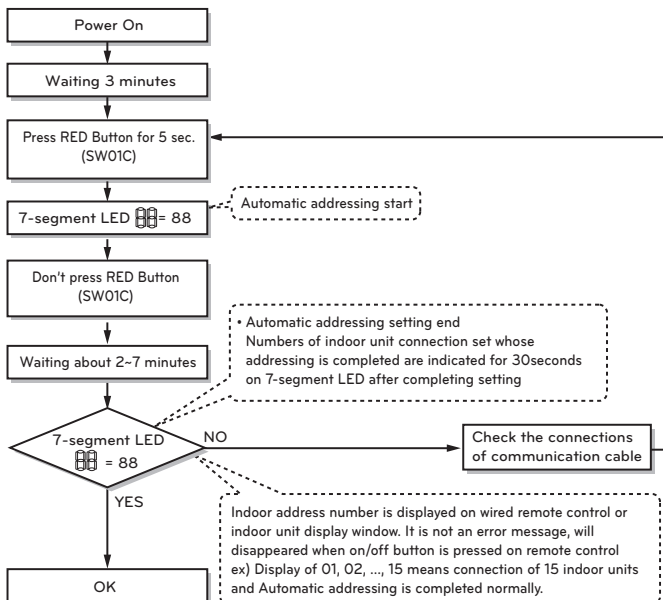 Power On
Waiting 3 minutes
Press RED Button for 5 sec.
(SW01C)
7-segment LED 88= 88
Automatic addressing start
Don't press RED Button
(SW01C)
• Automatic addressing setting end
Numbers of indoor unit connection set whose
addressing is completed are indicated for 30seconds
on 7-segment LED after completing setting
Waiting about 2~7 minutes
7-segment LED
88 = 88
NO
Check the connections
of communication cable
YES
Indoor address number is displayed on wired remote control or
indoor unit display window. It is not an error message, will
disappeared when on/off button is pressed on remote control
ex) Display of 01, 02, ..., 15 means connection of 15 indoor units
and Automatic addressing is completed normally.
OK